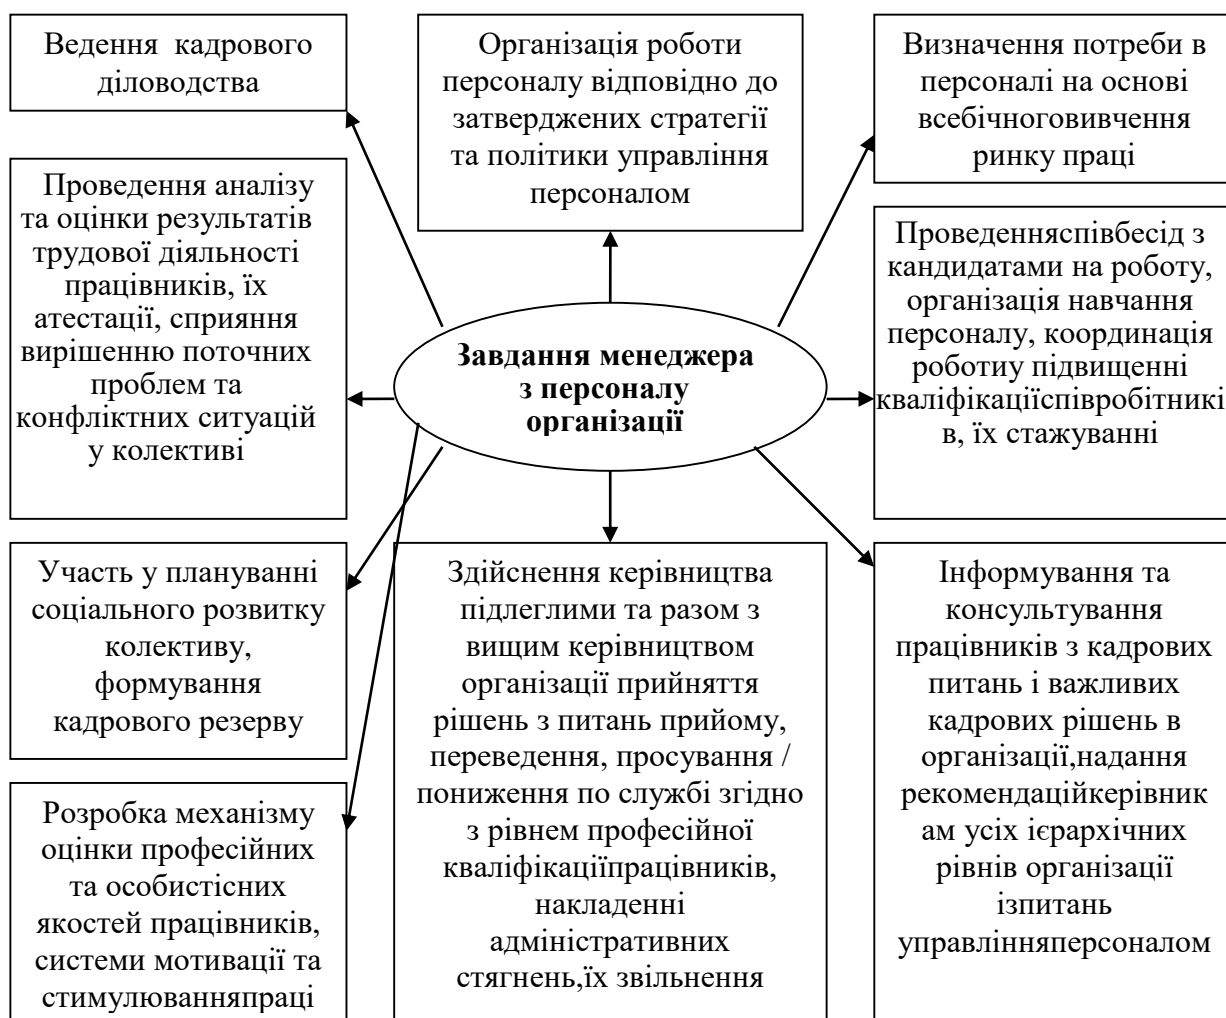 Ведення кадрового
діловодства
Організація роботи
персоналу відповідно до
затверджених стратегії
та політики управління
персоналом
Визначення потреби в
персоналі на основі
всебічноговивчення
ринку праці
Проведення аналізу
та оцінки результатів
трудової діяльності
працівників, їх
атестації, сприяння
вирішенню поточних
проблем та
конфліктних ситуацій
у колективі
Завдання менеджера
з персоналу
організації
Проведенняспівбесід з
кандидатами на роботу,
організація навчання
персоналу, координація
роботиу підвищенні
кваліфікаціїспівробітникі
в, їх стажуванні
Участь у плануванні
соціального розвитку
колективу,
формування
кадрового резерву
Розробка механізму
оцінки професійних
та особистісних
якостей працівників,
системи мотивації та
стимулюванняпраці
Здійснення керівництва
підлеглими та разом з
вищим керівництвом
організації прийняття
рішень з питань прийому,
переведення, просування /
пониження по службі згідно
з рівнем професійної
кваліфікаціїпрацівників,
накладенні
адміністративних
стягнень,їх звільнення
Інформування та
консультування
працівників з кадрових
питань і важливих
кадрових рішень в
організації,надання
рекомендаційкерівник
ам усіх ієрархічних
рівнів організації
ізпитань
управлінняперсоналом